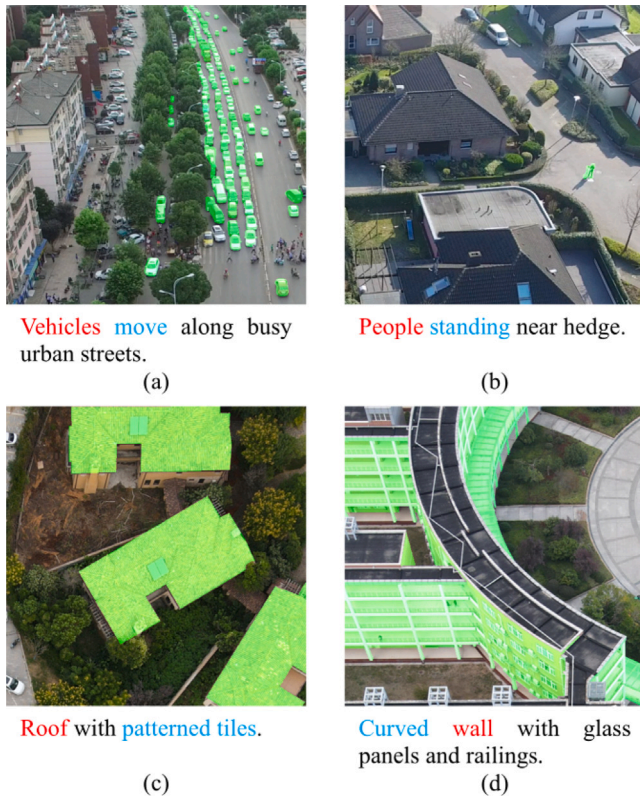 Vehicles move along busy
urban streets.
(a)
People standing near hedge.
(b)
Roof with patterned tiles.
(c)
Curved wall with glass
panels and railings.
(d)